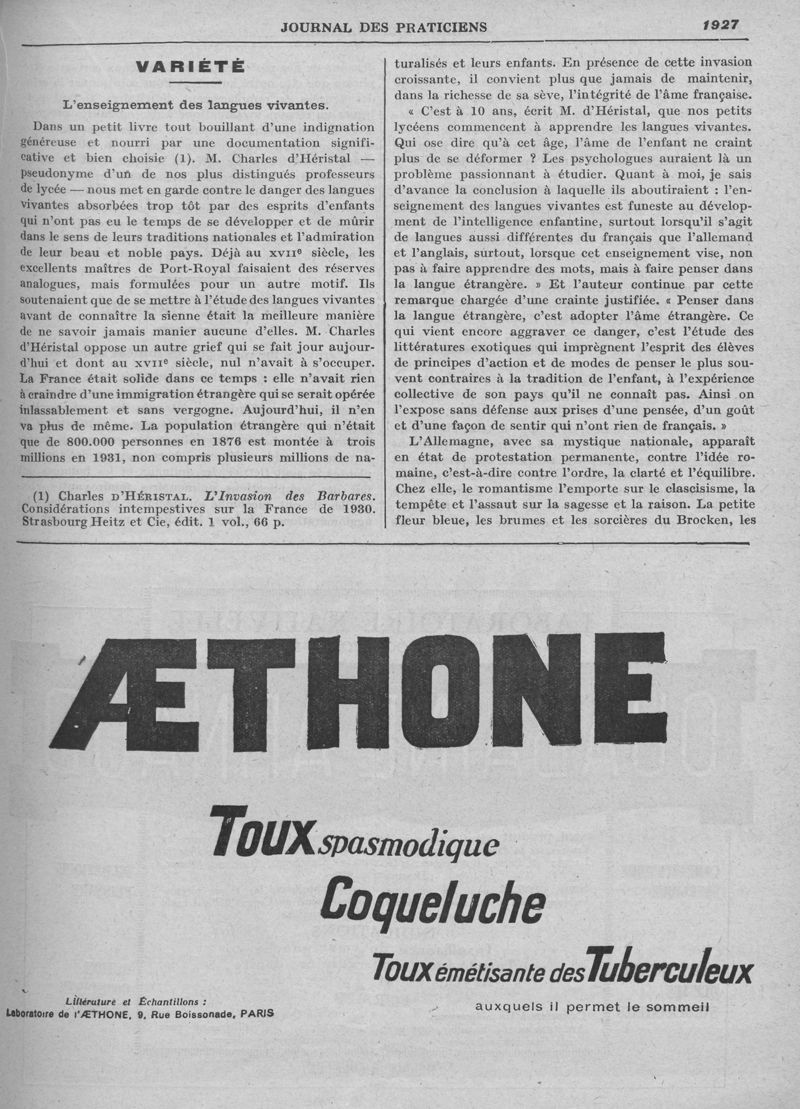 JOURNAL DES PRATICIENS 1927
VARIÉTÉ
L'enseignement des langues vivantes.
Dans un petit livre tout bouillant d'une indignation
généreuse et nourri par une documentation signifi-
cative et bien choisie (1). M. Charles d'Héristal —
pseudonyme d'un de nos plus distingués professeurs
de lycée — nous met en garde contre le danger des langues
vivantes absorbées trop tôt par des esprits d'enfants
qui n'ont pas eu le temps de se développer et de mûrir
dans le sens de leurs traditions nationales et l'admiration
de leur beau et noble pays. Déjà au XVIIe siècle, les
excellents maîtres de Port-Royal faisaient des réserves
analogues, mais formulées pour un autre motif. Ils
soutenaient que de se mettre à l'étude des langues vivantes
avant de connaître la sienne était la meilleure manière
de ne savoir jamais manier aucune d'elles. M. Charles
d'Héristal oppose un autre grief qui se fait jour aujour-
d'hui et dont au XVIIe siècle, nul n'avait à s'occuper.
La France était solide dans ce temps : elle n'avait rien
à craindre d'une immigration étrangère qui se serait opérée
inlassablement et sans vergogne. Aujourd'hui, il n'en
va plus de même. La population étrangère qui n'était
que de 800.000 personnes en 1876 est montée à trois
millions en 1931, non compris plusieurs millions de na-
(1) Charles D'HÉRISTAL. L'Invasion des Barbares.
Considérations intempestives sur la France de 1930.
Strasbourg Heitz et Cie, édit. 1 vol., 66 p.
turalisés et leurs enfants. En présence de cette invasion
croissante, il convient plus que jamais de maintenir,
dans la richesse de sa sève, l'intégrité de l'âme française.
« C'est à 10 ans, écrit M. d'Héristal, que nos petits
lycéens commencent à apprendre les langues vivantes.
Qui ose dire qu'à cet âge, l'âme de l'enfant ne craint
plus de se déformer ? Les psychologues auraient là un
problème passionnant à étudier. Quant à moi, je sais
d'avance la conclusion à laquelle ils aboutiraient : l'en-
seignement des langues vivantes est funeste au dévelop-
ment de l'intelligence enfantine, surtout lorsqu'il s'agit
de langues aussi différentes du français que l'allemand
et l'anglais, surtout, lorsque cet enseignement vise, non
pas à faire apprendre des mots, mais à faire penser dans
la langue étrangère. » Et l'auteur continue par cette
remarque chargée d'une crainte justifiée. « Penser dans
la langue étrangère, c'est adopter l'âme étrangère. Ce
qui vient encore aggraver ce danger, c'est l'étude des
littératures exotiques qui imprègnent l'esprit des élèves
de principes d'action et de modes de penser le plus sou-
vent contraires à la tradition de l'enfant, à l'expérience
collective de son pays qu'il ne connaît pas. Ainsi on
l'expose sans défense aux prises d'une pensée, d'un goût
et d'une façon de sentir qui n'ont rien de français. »
L'Allemagne, avec sa mystique nationale, apparaît
en état de protestation permanente, contre l'idée ro-
maine, c'est-à-dire contre l'ordre, la clarté et l'équilibre.
Chez elle, le romantisme l'emporte sur le clascisisme, la
tempête et l'assaut sur la sagesse et la raison. La petite
fleur bleue, les brumes et les sorcières du Brocken, les
ÆTHONE
Toux spasmodique
Coqueluche
Toux émétisante des Tuberculeux
auxquels il permet le sommeil
Littérature et Échantillons :
Laboratoire de l'ÆTHONE, 9, Rue Boissonade, PARIS